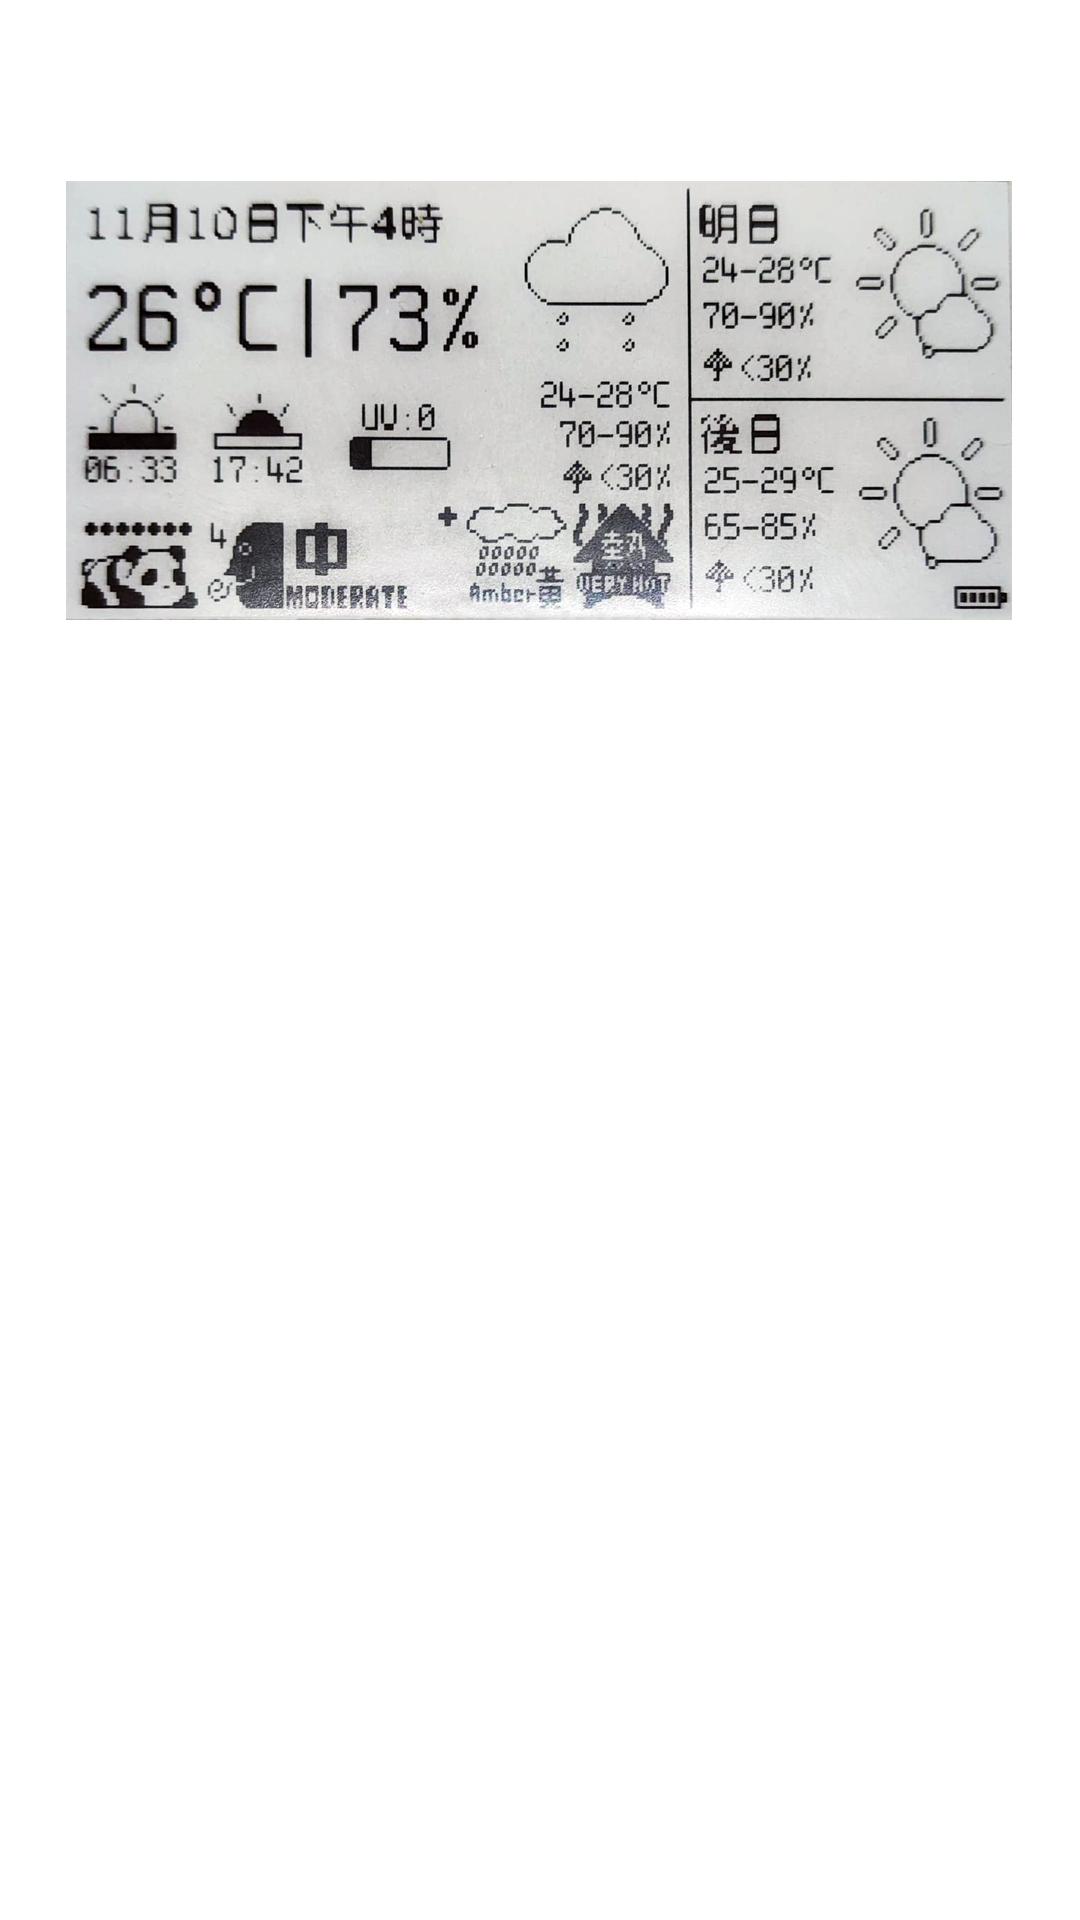 11月10日下午4時
26°C|73%
06:33
17:42
UV:0
24-28°C
70-90%
<30%
4
中
MODERATE
+
Amber黃
熱
VERY HOT
明日
24-28°C
70-90%
<30%
後日
25-29°C
65-85%
<30%